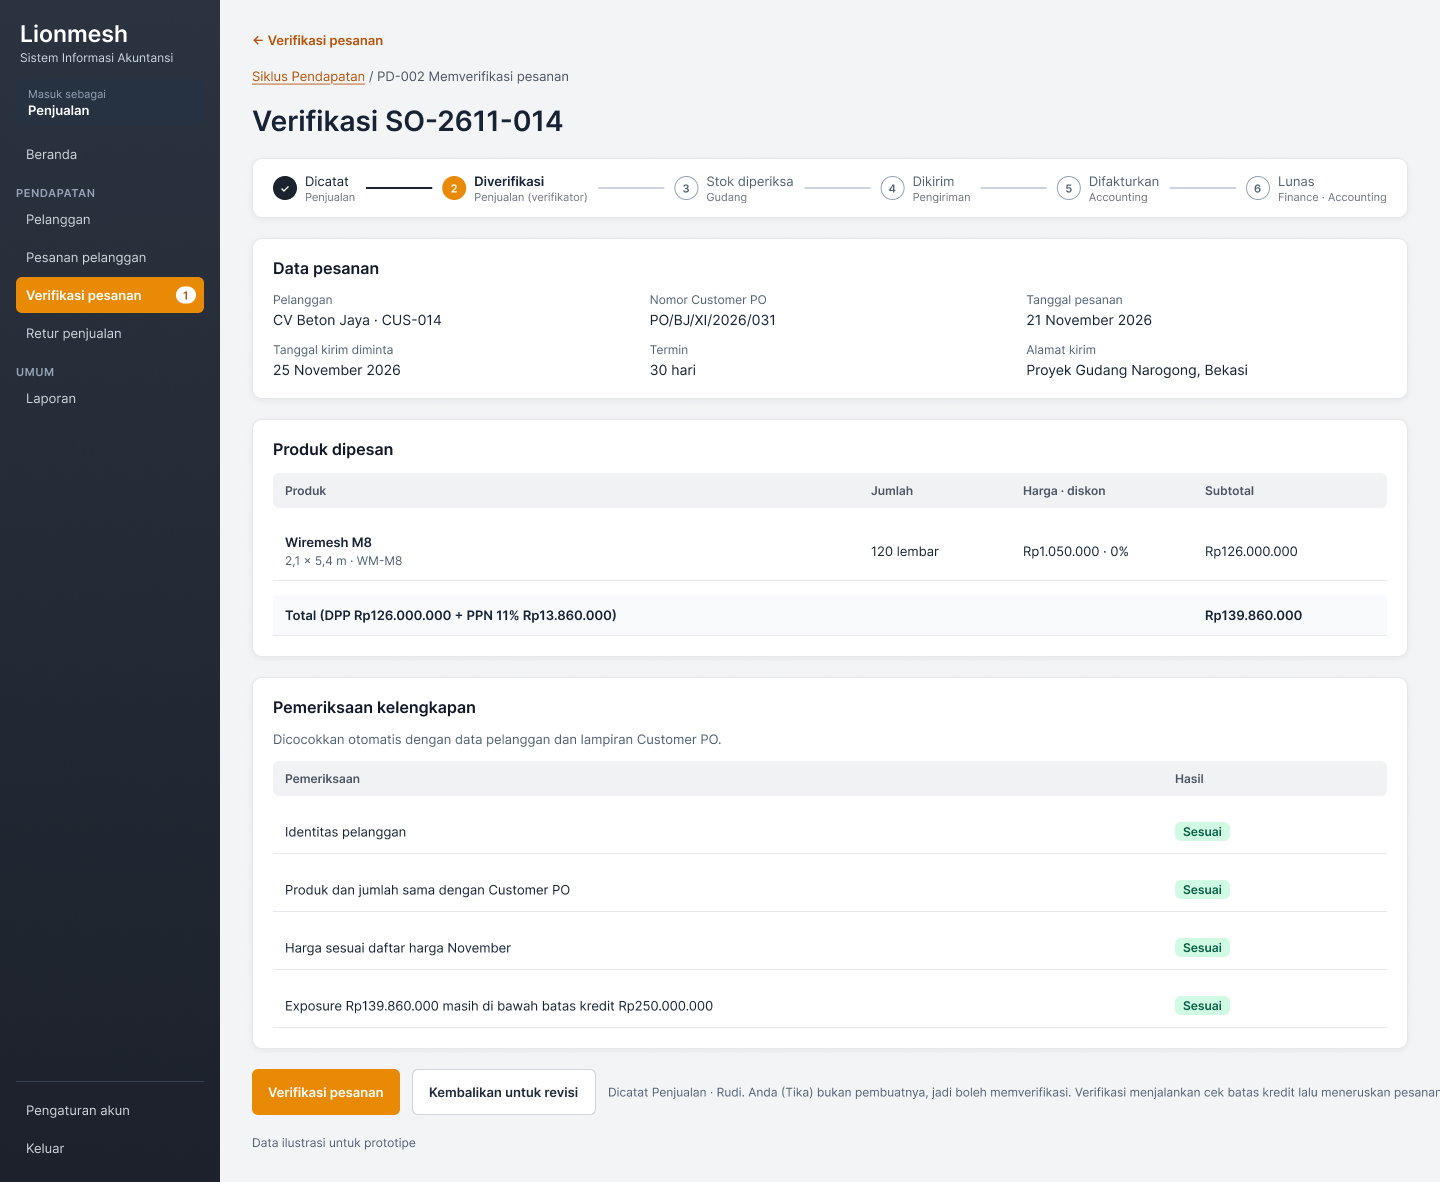 Lionmesh
Sistem Informasi Akuntansi
Masuk sebagai
Penjualan
Beranda
PENDAPATAN
Pelanggan
Pesanan pelanggan
Verifikasi pesanan 1
Retur penjualan
UMUM
Laporan
Pengaturan akun
Keluar
← Verifikasi pesanan
Siklus Pendapatan / PD-002 Memverifikasi pesanan
Verifikasi SO-2611-014
Dicatat
Penjualan
2
Diverifikasi
Penjualan (verifikator)
3
Stok diperiksa
Gudang
4
Dikirim
Pengiriman
5
Difakturkan
Accounting
6
Lunas
Finance · Accounting
Data pesanan
Pelanggan
CV Beton Jaya · CUS-014
Nomor Customer PO
PO/BJ/XI/2026/031
Tanggal pesanan
21 November 2026
Tanggal kirim diminta
25 November 2026
Termin
30 hari
Alamat kirim
Proyek Gudang Narogong, Bekasi
Produk dipesan
Produk Jumlah Harga · diskon Subtotal
Wiremesh M8
2,1 × 5,4 m · WM-M8
120 lembar Rp1.050.000 · 0% Rp126.000.000
Total (DPP Rp126.000.000 + PPN 11% Rp13.860.000) Rp139.860.000
Pemeriksaan kelengkapan
Dicocokkan otomatis dengan data pelanggan dan lampiran Customer PO.
Pemeriksaan Hasil
Identitas pelanggan Sesuai
Produk dan jumlah sama dengan Customer PO Sesuai
Harga sesuai daftar harga November Sesuai
Exposure Rp139.860.000 masih di bawah batas kredit Rp250.000.000 Sesuai
Verifikasi pesanan
Kembalikan untuk revisi
Dicatat Penjualan · Rudi. Anda (Tika) bukan pembuatnya, jadi boleh memverifikasi. Verifikasi menjalankan cek batas kredit lalu meneruskan pesanan
Data ilustrasi untuk prototipe